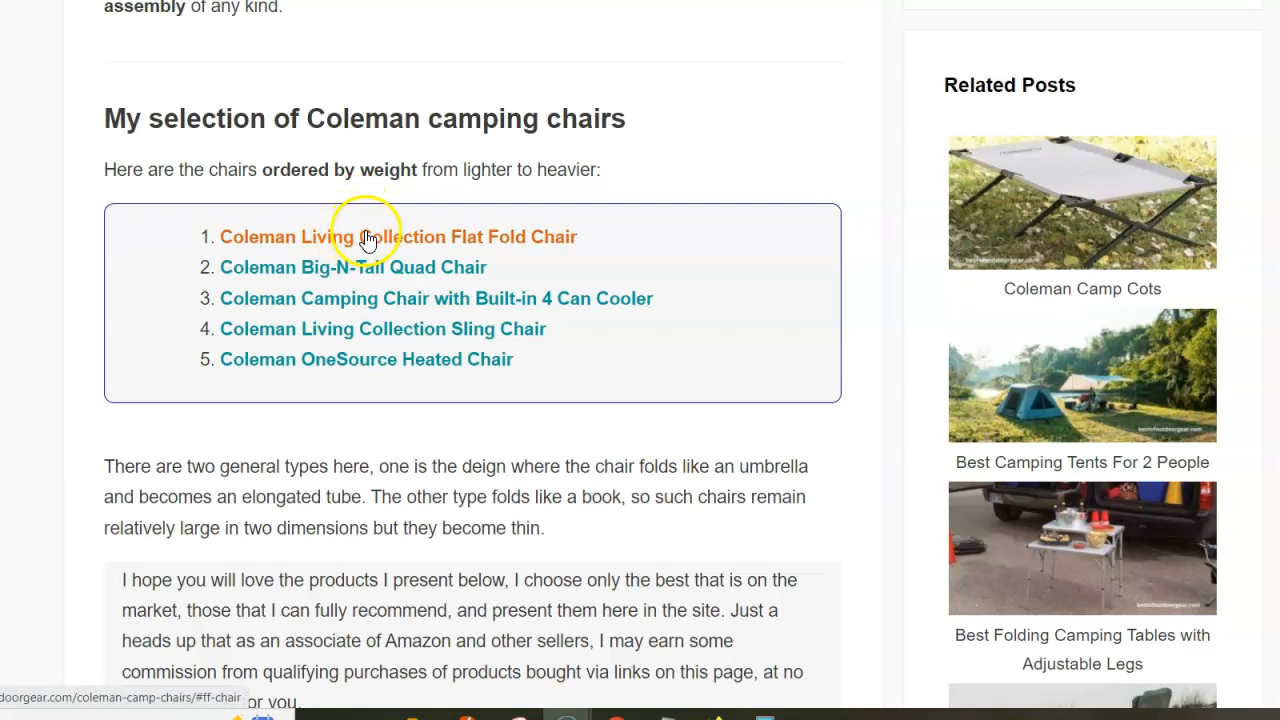 assembly of any kind.
My selection of Coleman camping chairs
Here are the chairs ordered by weight from lighter to heavier:
1. Coleman Living Collection Flat Fold Chair
2. Coleman Big-N-Tall Quad Chair
3. Coleman Camping Chair with Built-in 4 Can Cooler
4. Coleman Living Collection Sling Chair
5. Coleman OneSource Heated Chair
There are two general types here, one is the deign where the chair folds like an umbrella
and becomes an elongated tube. The other type folds like a book, so such chairs remain
relatively large in two dimensions but they become thin.
I hope you will love the products I present below, I choose only the best that is on the
market, those that I can fully recommend, and present them here in the site. Just a
heads up that as an associate of Amazon and other sellers, I may earn some
commission from qualifying purchases of products bought via links on this page, at no
or you.
doorgear.com/coleman-camp-chairs/#ff-chair
Related Posts
Coleman Camp Cots
bestofoutdoorgear.com
Best Camping Tents For 2 People
bestofoutdoorgear.com
Best Folding Camping Tables with
Adjustable Legs